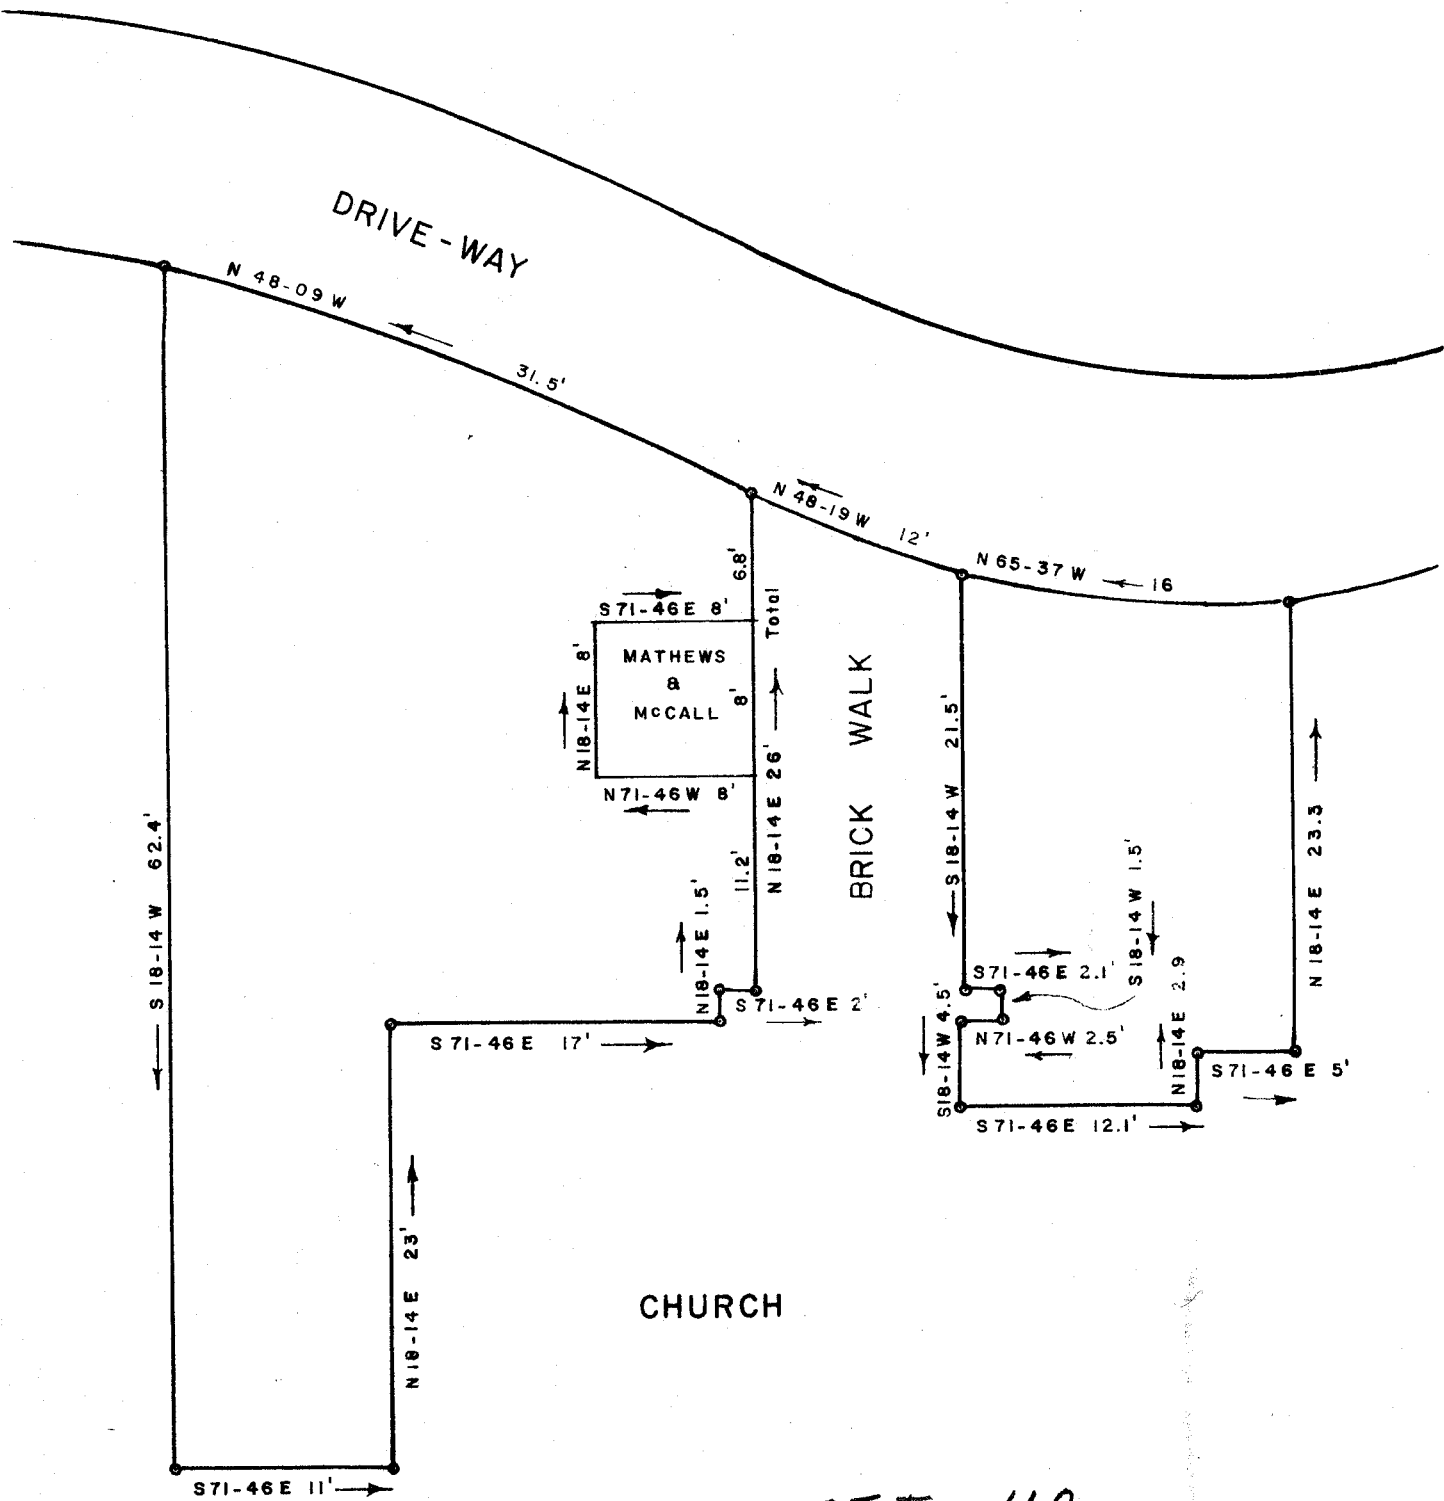 DRIVE-WAY
N 48-09 W
31.5'
N 48-19 W 12'
N 65-37 W 16
6.8'
Total
S 71-46 E 8'
MATHEWS
&
McCALL
N 18-14 E 8'
8'
N 71-46 W 8'
N 18-14 E 26'
BRICK WALK
11.2'
S 18-14 W 62.4'
S 18-14 W 21.5'
N 18-14 E 23.3
S 18-14 W 1.5'
N 18-14 E 1.5'
S 71-46 E 2'
S 71-46 E 2.1'
N 71-46 W 2.5'
S 18-14 W 4.5'
N 18-14 E 2.9
S 71-46 E 17'
S 71-46 E 5'
S 71-46 E 12.1'
N 18-14 E 23'
CHURCH
S 71-46 E 11'